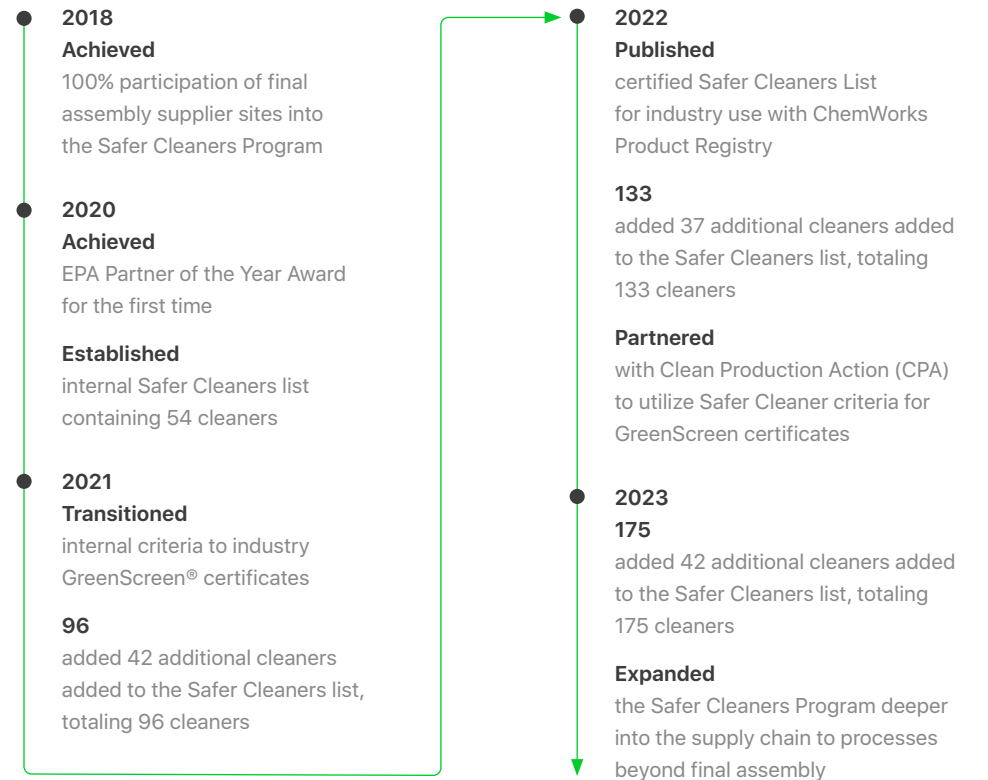 2018
Achieved
100% participation of final
assembly supplier sites into
the Safer Cleaners Program
2020
Achieved
EPA Partner of the Year Award
for the first time
Established
internal Safer Cleaners list
containing 54 cleaners
2021
Transitioned
internal criteria to industry
GreenScreen® certificates
96
added 42 additional cleaners
added to the Safer Cleaners list,
totaling 96 cleaners
2022
Published
certified Safer Cleaners List
for industry use with ChemWorks
Product Registry
133
added 37 additional cleaners added
to the Safer Cleaners list, totaling
133 cleaners
Partnered
with Clean Production Action (CPA)
to utilize Safer Cleaner criteria for
GreenScreen certificates
2023
175
added 42 additional cleaners added
to the Safer Cleaners list, totaling
175 cleaners
Expanded
the Safer Cleaners Program deeper
into the supply chain to processes
beyond final assembly